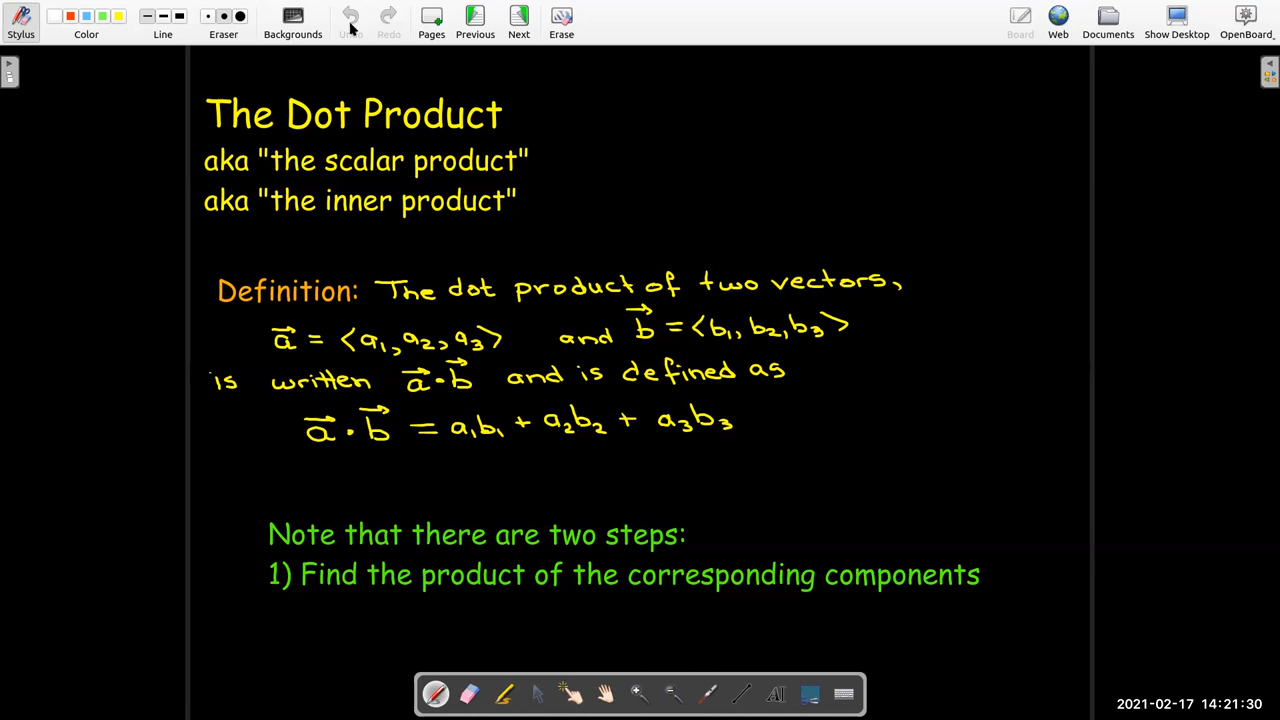 Stylus Color Line Eraser Backgrounds Undo Redo Pages Previous Next Erase Board Web Documents Show Desktop OpenBoard
The Dot Product
aka "the scalar product"
aka "the inner product"
Definition: The dot product of two vectors,
a⃗ = ⟨a₁, a₂, a₃⟩ and b⃗ = ⟨b₁, b₂, b₃⟩
is written a⃗ · b⃗ and is defined as
a⃗ · b⃗ = a₁b₁ + a₂b₂ + a₃b₃
Note that there are two steps:
1) Find the product of the corresponding components
AI
2021-02-17 14:21:30